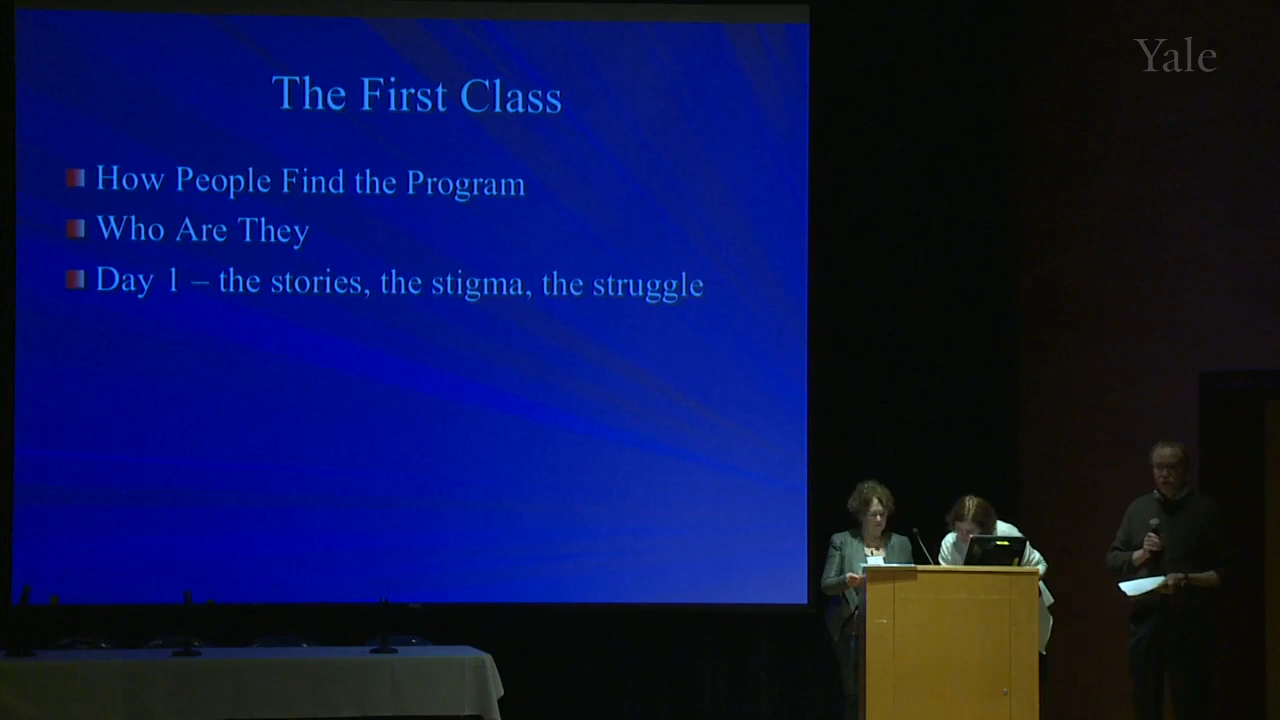 Yale
The First Class
How People Find the Program
Who Are They
Day 1 – the stories, the stigma, the struggle